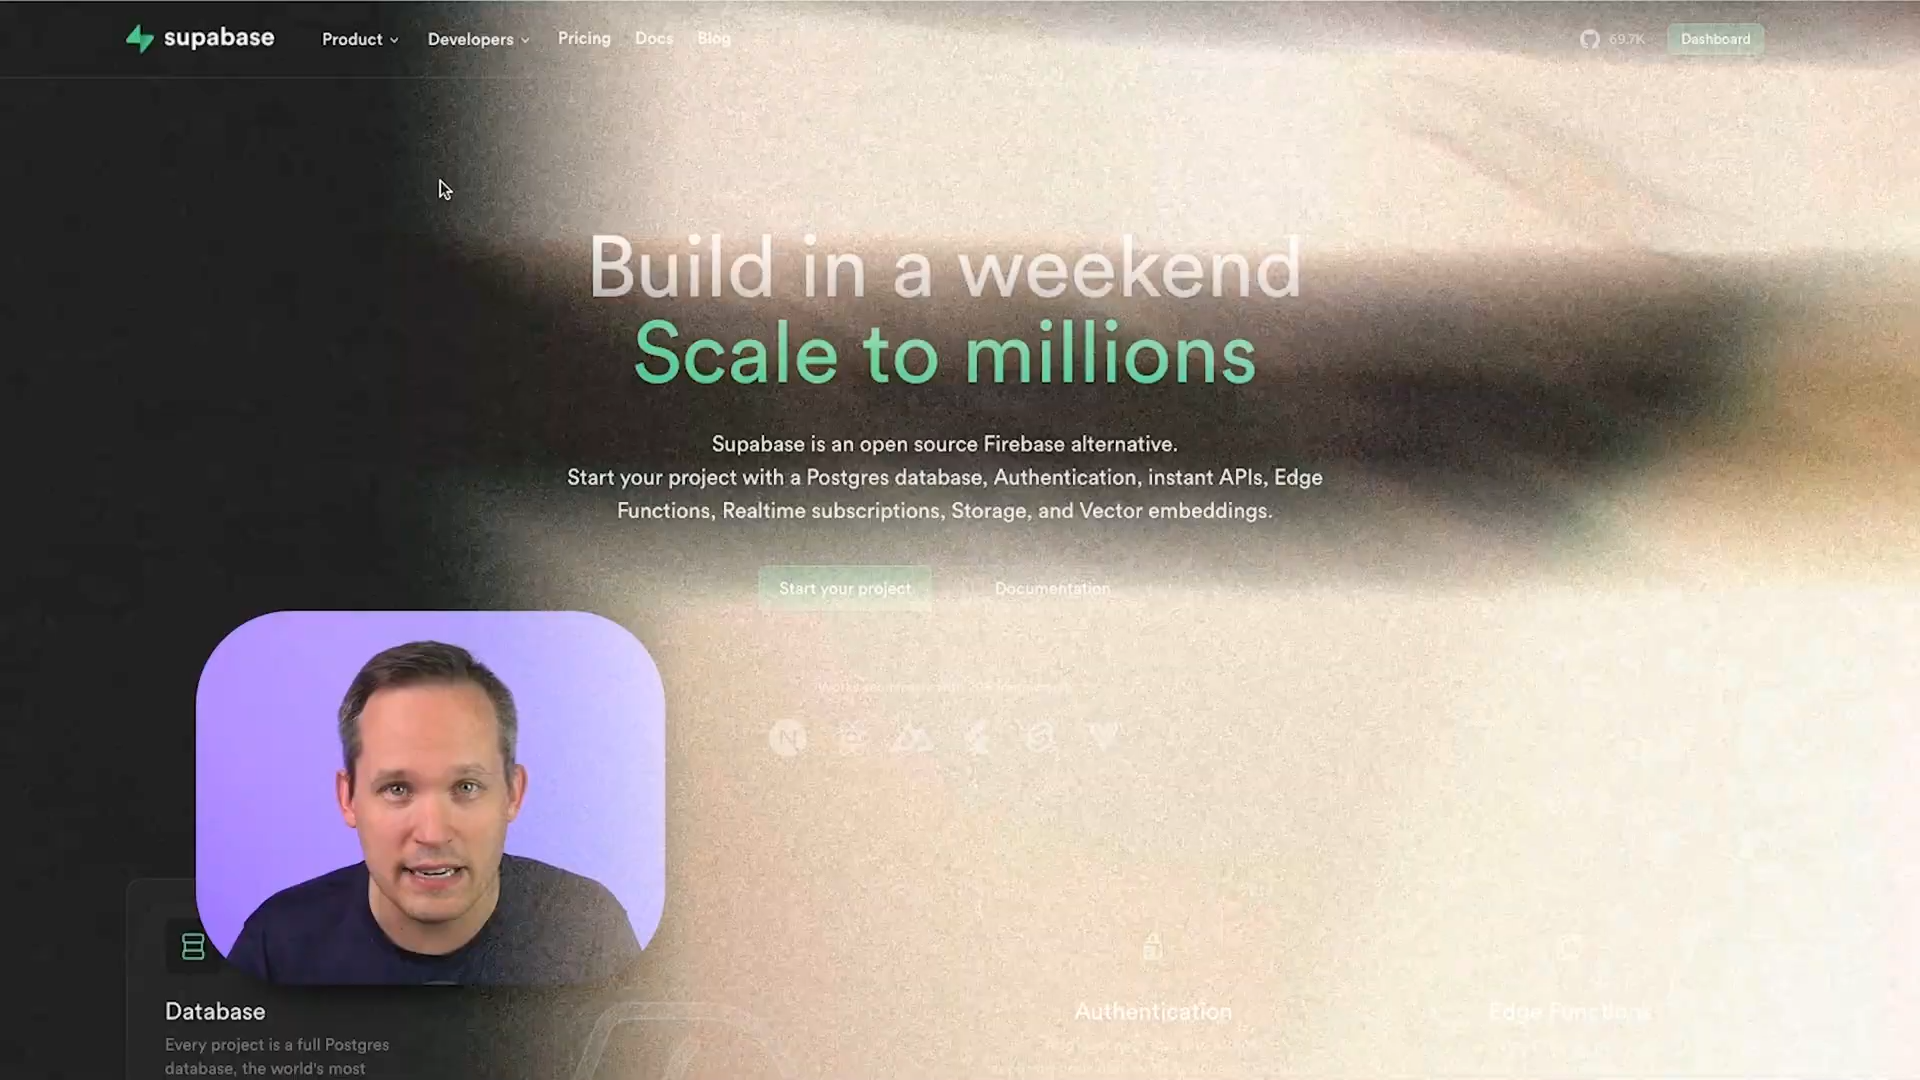 supabase
Product
Developers
Pricing
Docs
Blog
69.7K
Dashboard
Build in a weekend
Scale to millions
Supabase is an open source Firebase alternative.
Start your project with a Postgres database, Authentication, instant APIs, Edge
Functions, Realtime subscriptions, Storage, and Vector embeddings.
Start your project
Documentation
Database
Every project is a full Postgres
database, the world's most
Authentication
Edge Functions